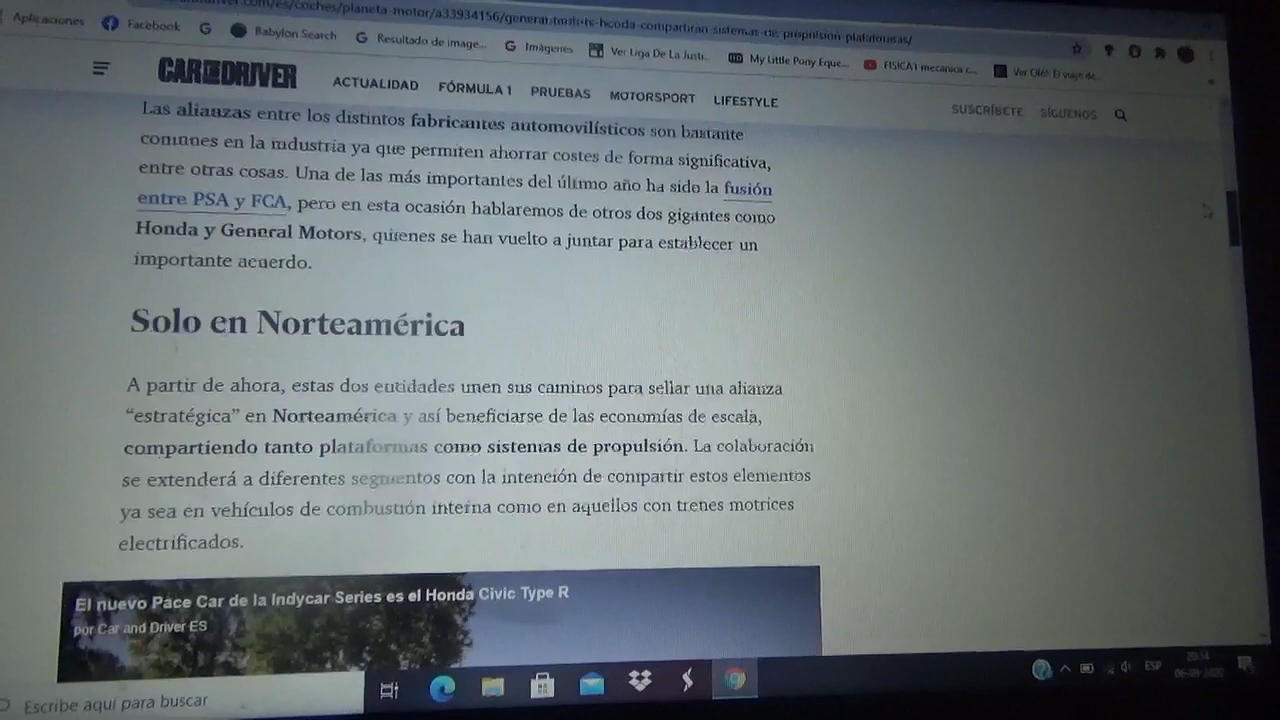 Aplicaciones Facebook Babylon Search Resultado de image... Imágenes Ver Liga De La Justi... My Little Pony Eque... FISICA1 mecanica c... Ver Olé! El viaje de...
CAR AND DRIVER ACTUALIDAD FÓRMULA 1 PRUEBAS MOTORSPORT LIFESTYLE SUSCRÍBETE SÍGUENOS
Las alianzas entre los distintos fabricantes automovilísticos son bastante
comunes en la industria ya que permiten ahorrar costes de forma significativa,
entre otras cosas. Una de las más importantes del último año ha sido la fusión
entre PSA y FCA, pero en esta ocasión hablaremos de otros dos gigantes como
Honda y General Motors, quienes se han vuelto a juntar para establecer un
importante acuerdo.
Solo en Norteamérica
A partir de ahora, estas dos entidades unen sus caminos para sellar una alianza
“estratégica” en Norteamérica y así beneficiarse de las economías de escala,
compartiendo tanto plataformas como sistemas de propulsión. La colaboración
se extenderá a diferentes segmentos con la intención de compartir estos elementos
ya sea en vehículos de combustión interna como en aquellos con trenes motrices
electrificados.
El nuevo Pace Car de la Indycar Series es el Honda Civic Type R
por Car and Driver ES
Escribe aquí para buscar
ESP